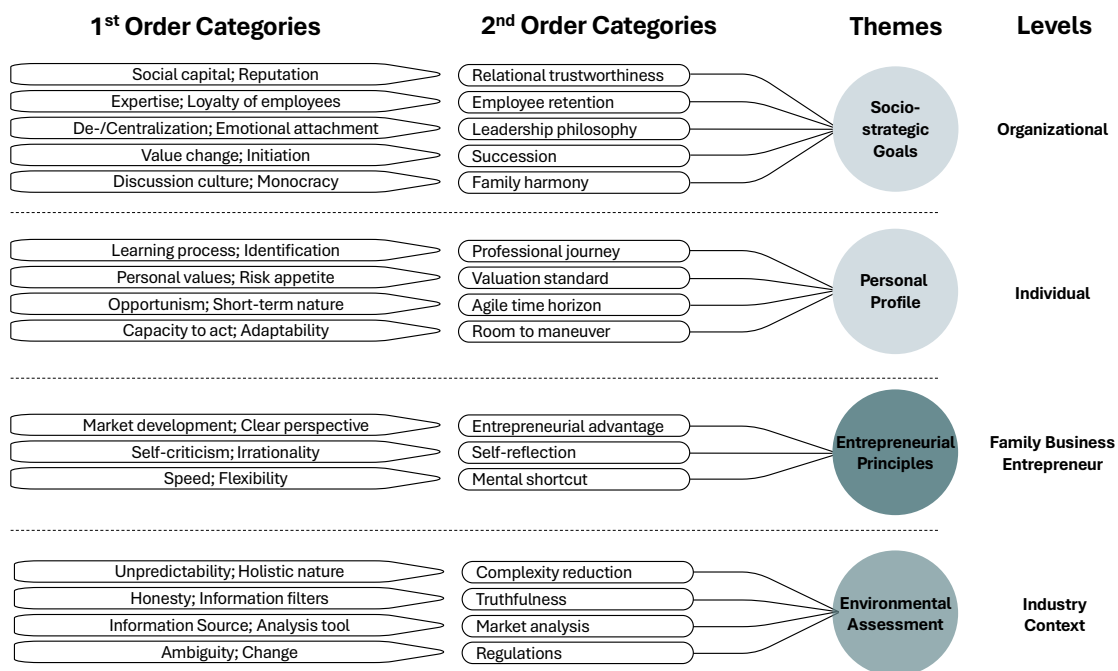 1st Order Categories
2nd Order Categories
Themes
Levels
Social capital; Reputation
Relational trustworthiness
Expertise; Loyalty of employees
Employee retention
De-/Centralization; Emotional attachment
Leadership philosophy
Value change; Initiation
Succession
Discussion culture; Monocracy
Family harmony
Socio-
strategic
Goals
Organizational
Learning process; Identification
Professional journey
Personal values; Risk appetite
Valuation standard
Opportunism; Short-term nature
Agile time horizon
Capacity to act; Adaptability
Room to maneuver
Personal
Profile
Individual
Market development; Clear perspective
Entrepreneurial advantage
Self-criticism; Irrationality
Self-reflection
Speed; Flexibility
Mental shortcut
Entrepreneurial
Principles
Family Business
Entrepreneur
Unpredictability; Holistic nature
Complexity reduction
Honesty; Information filters
Truthfulness
Information Source; Analysis tool
Market analysis
Ambiguity; Change
Regulations
Environmental
Assessment
Industry
Context